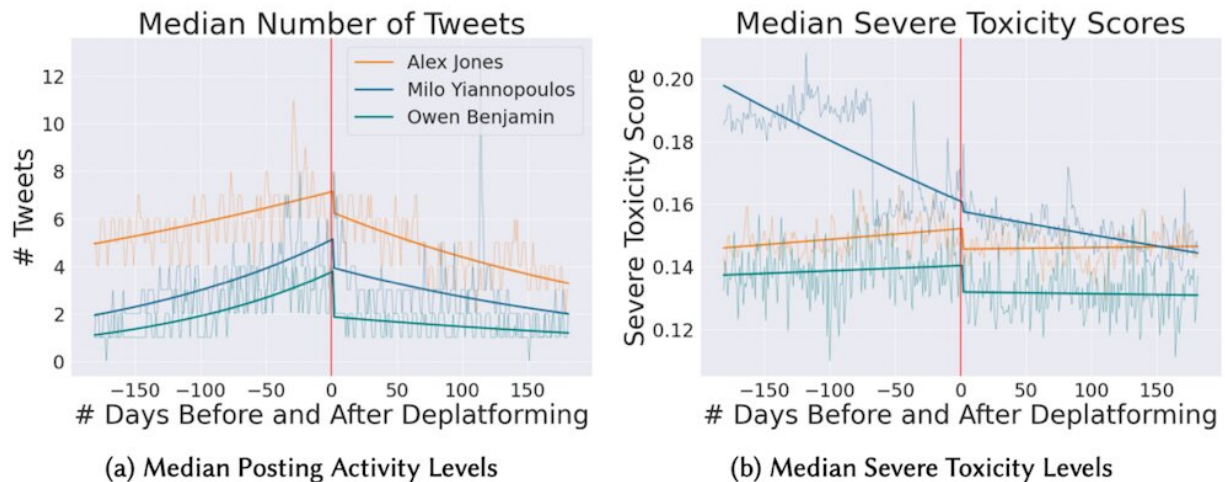 Median Number of Tweets
# Tweets
12
10
8
6
4
2
0
Alex Jones
Milo Yiannopoulos
Owen Benjamin
−150 −100 −50 0 50 100 150
# Days Before and After Deplatforming
(a) Median Posting Activity Levels
Median Severe Toxicity Scores
Severe Toxicity Score
0.20
0.18
0.16
0.14
0.12
−150 −100 −50 0 50 100 150
# Days Before and After Deplatforming
(b) Median Severe Toxicity Levels